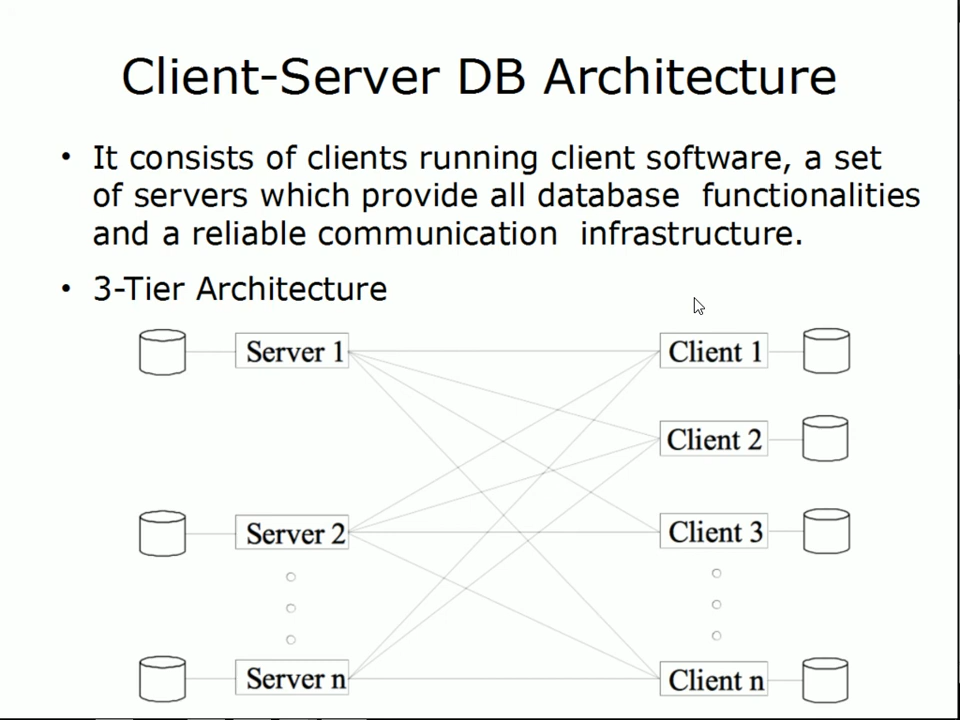 Client-Server DB Architecture
• It consists of clients running client software, a set
of servers which provide all database functionalities
and a reliable communication infrastructure.
• 3-Tier Architecture
Server 1
Client 1
Client 2
Server 2
Client 3
Server n
Client n